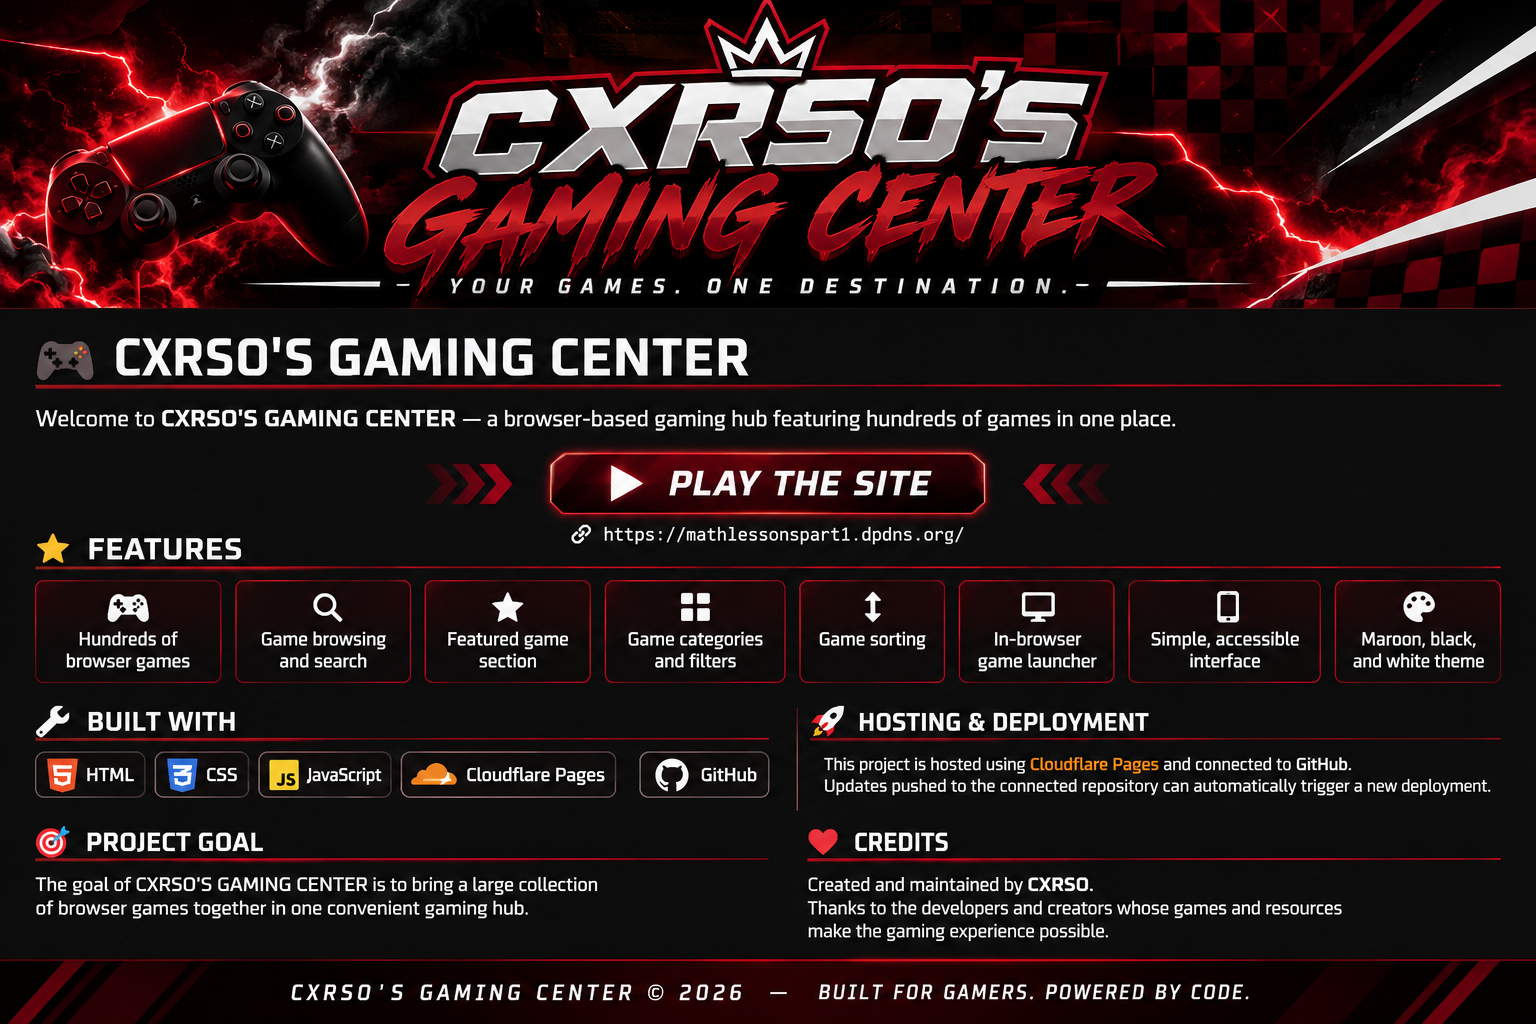 CXRSO'S
GAMING CENTER
– YOUR GAMES. ONE DESTINATION. –
CXRSO'S GAMING CENTER
Welcome to CXRSO'S GAMING CENTER — a browser-based gaming hub featuring hundreds of games in one place.
PLAY THE SITE
https://mathlessonspart1.dpdns.org/
FEATURES
Hundreds of
browser games
Game browsing
and search
Featured game
section
Game categories
and filters
Game sorting
In-browser
game launcher
Simple, accessible
interface
Maroon, black,
and white theme
BUILT WITH
HTML
CSS
JS JavaScript
Cloudflare Pages
GitHub
HOSTING & DEPLOYMENT
This project is hosted using Cloudflare Pages and connected to GitHub.
Updates pushed to the connected repository can automatically trigger a new deployment.
PROJECT GOAL
The goal of CXRSO'S GAMING CENTER is to bring a large collection
of browser games together in one convenient gaming hub.
CREDITS
Created and maintained by CXRSO.
Thanks to the developers and creators whose games and resources
make the gaming experience possible.
CXRSO'S GAMING CENTER © 2026 — BUILT FOR GAMERS. POWERED BY CODE.